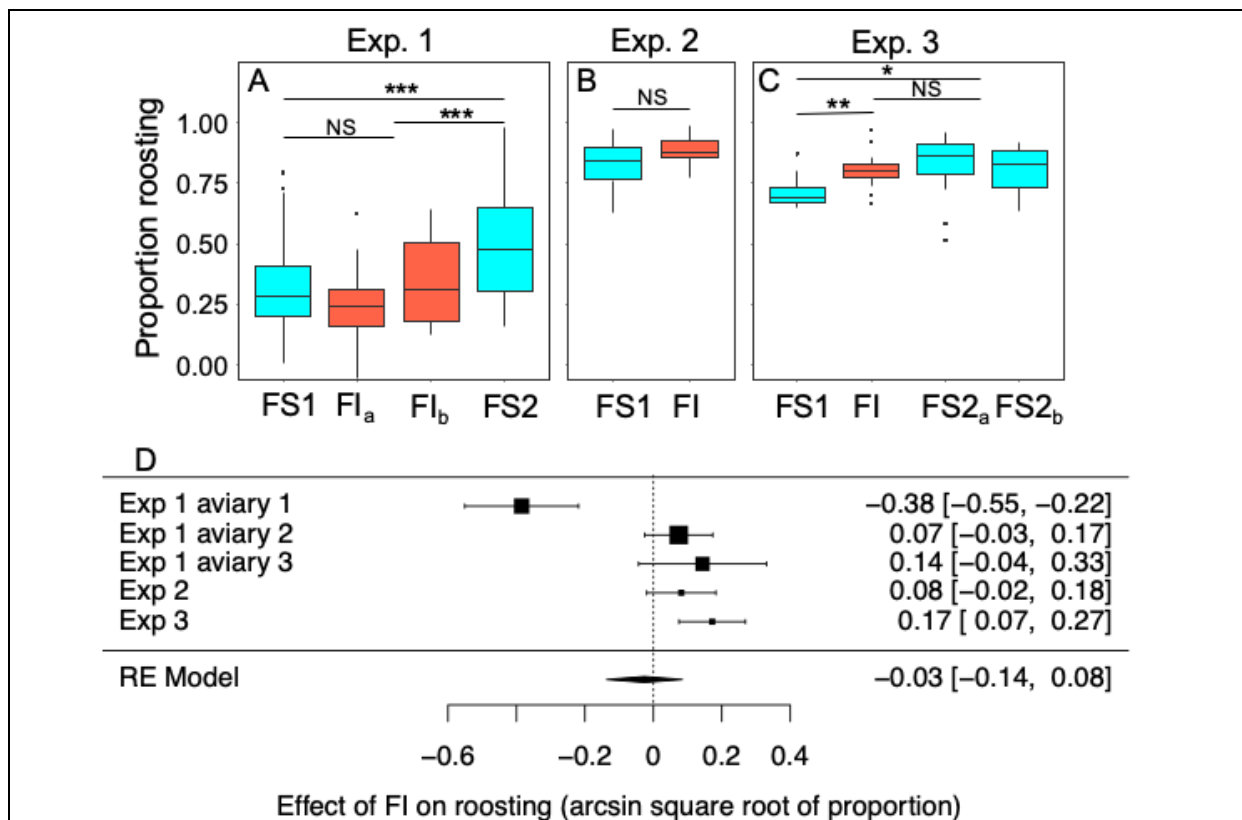 Exp. 1 Exp. 2 Exp. 3
A B C
*** * 
NS NS
** ***
NS
Proportion roosting
1.00
0.75
0.50
0.25
0.00
FS1 FIa FIb FS2 FS1 FI FS1 FI FS2a FS2b
D
Exp 1 aviary 1 −0.38 [−0.55, −0.22]
Exp 1 aviary 2 0.07 [−0.03, 0.17]
Exp 1 aviary 3 0.14 [−0.04, 0.33]
Exp 2 0.08 [−0.02, 0.18]
Exp 3 0.17 [ 0.07, 0.27]
RE Model −0.03 [−0.14, 0.08]
−0.6 −0.2 0 0.2 0.4
Effect of FI on roosting (arcsin square root of proportion)